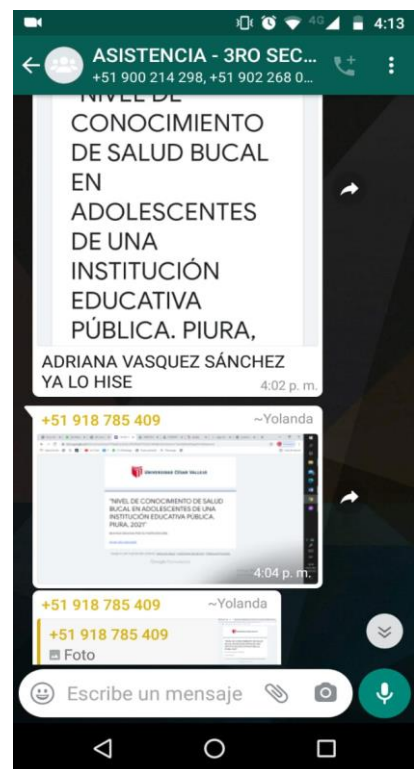 4G 4:13
ASISTENCIA - 3RO SEC...
+51 900 214 298, +51 902 268 0...
NIVEL DE
CONOCIMIENTO
DE SALUD BUCAL
EN
ADOLESCENTES
DE UNA
INSTITUCIÓN
EDUCATIVA
PÚBLICA. PIURA,
ADRIANA VASQUEZ SÁNCHEZ
YA LO HISE
4:02 p. m.
+51 918 785 409 ~Yolanda
UNIVERSIDAD CÉSAR VALLEJO
"NIVEL DE CONOCIMIENTO DE SALUD
BUCAL EN ADOLESCENTES DE UNA
INSTITUCIÓN EDUCATIVA PÚBLICA.
PIURA, 2021"
4:04 p. m.
+51 918 785 409 ~Yolanda
+51 918 785 409
Foto
Escribe un mensaje